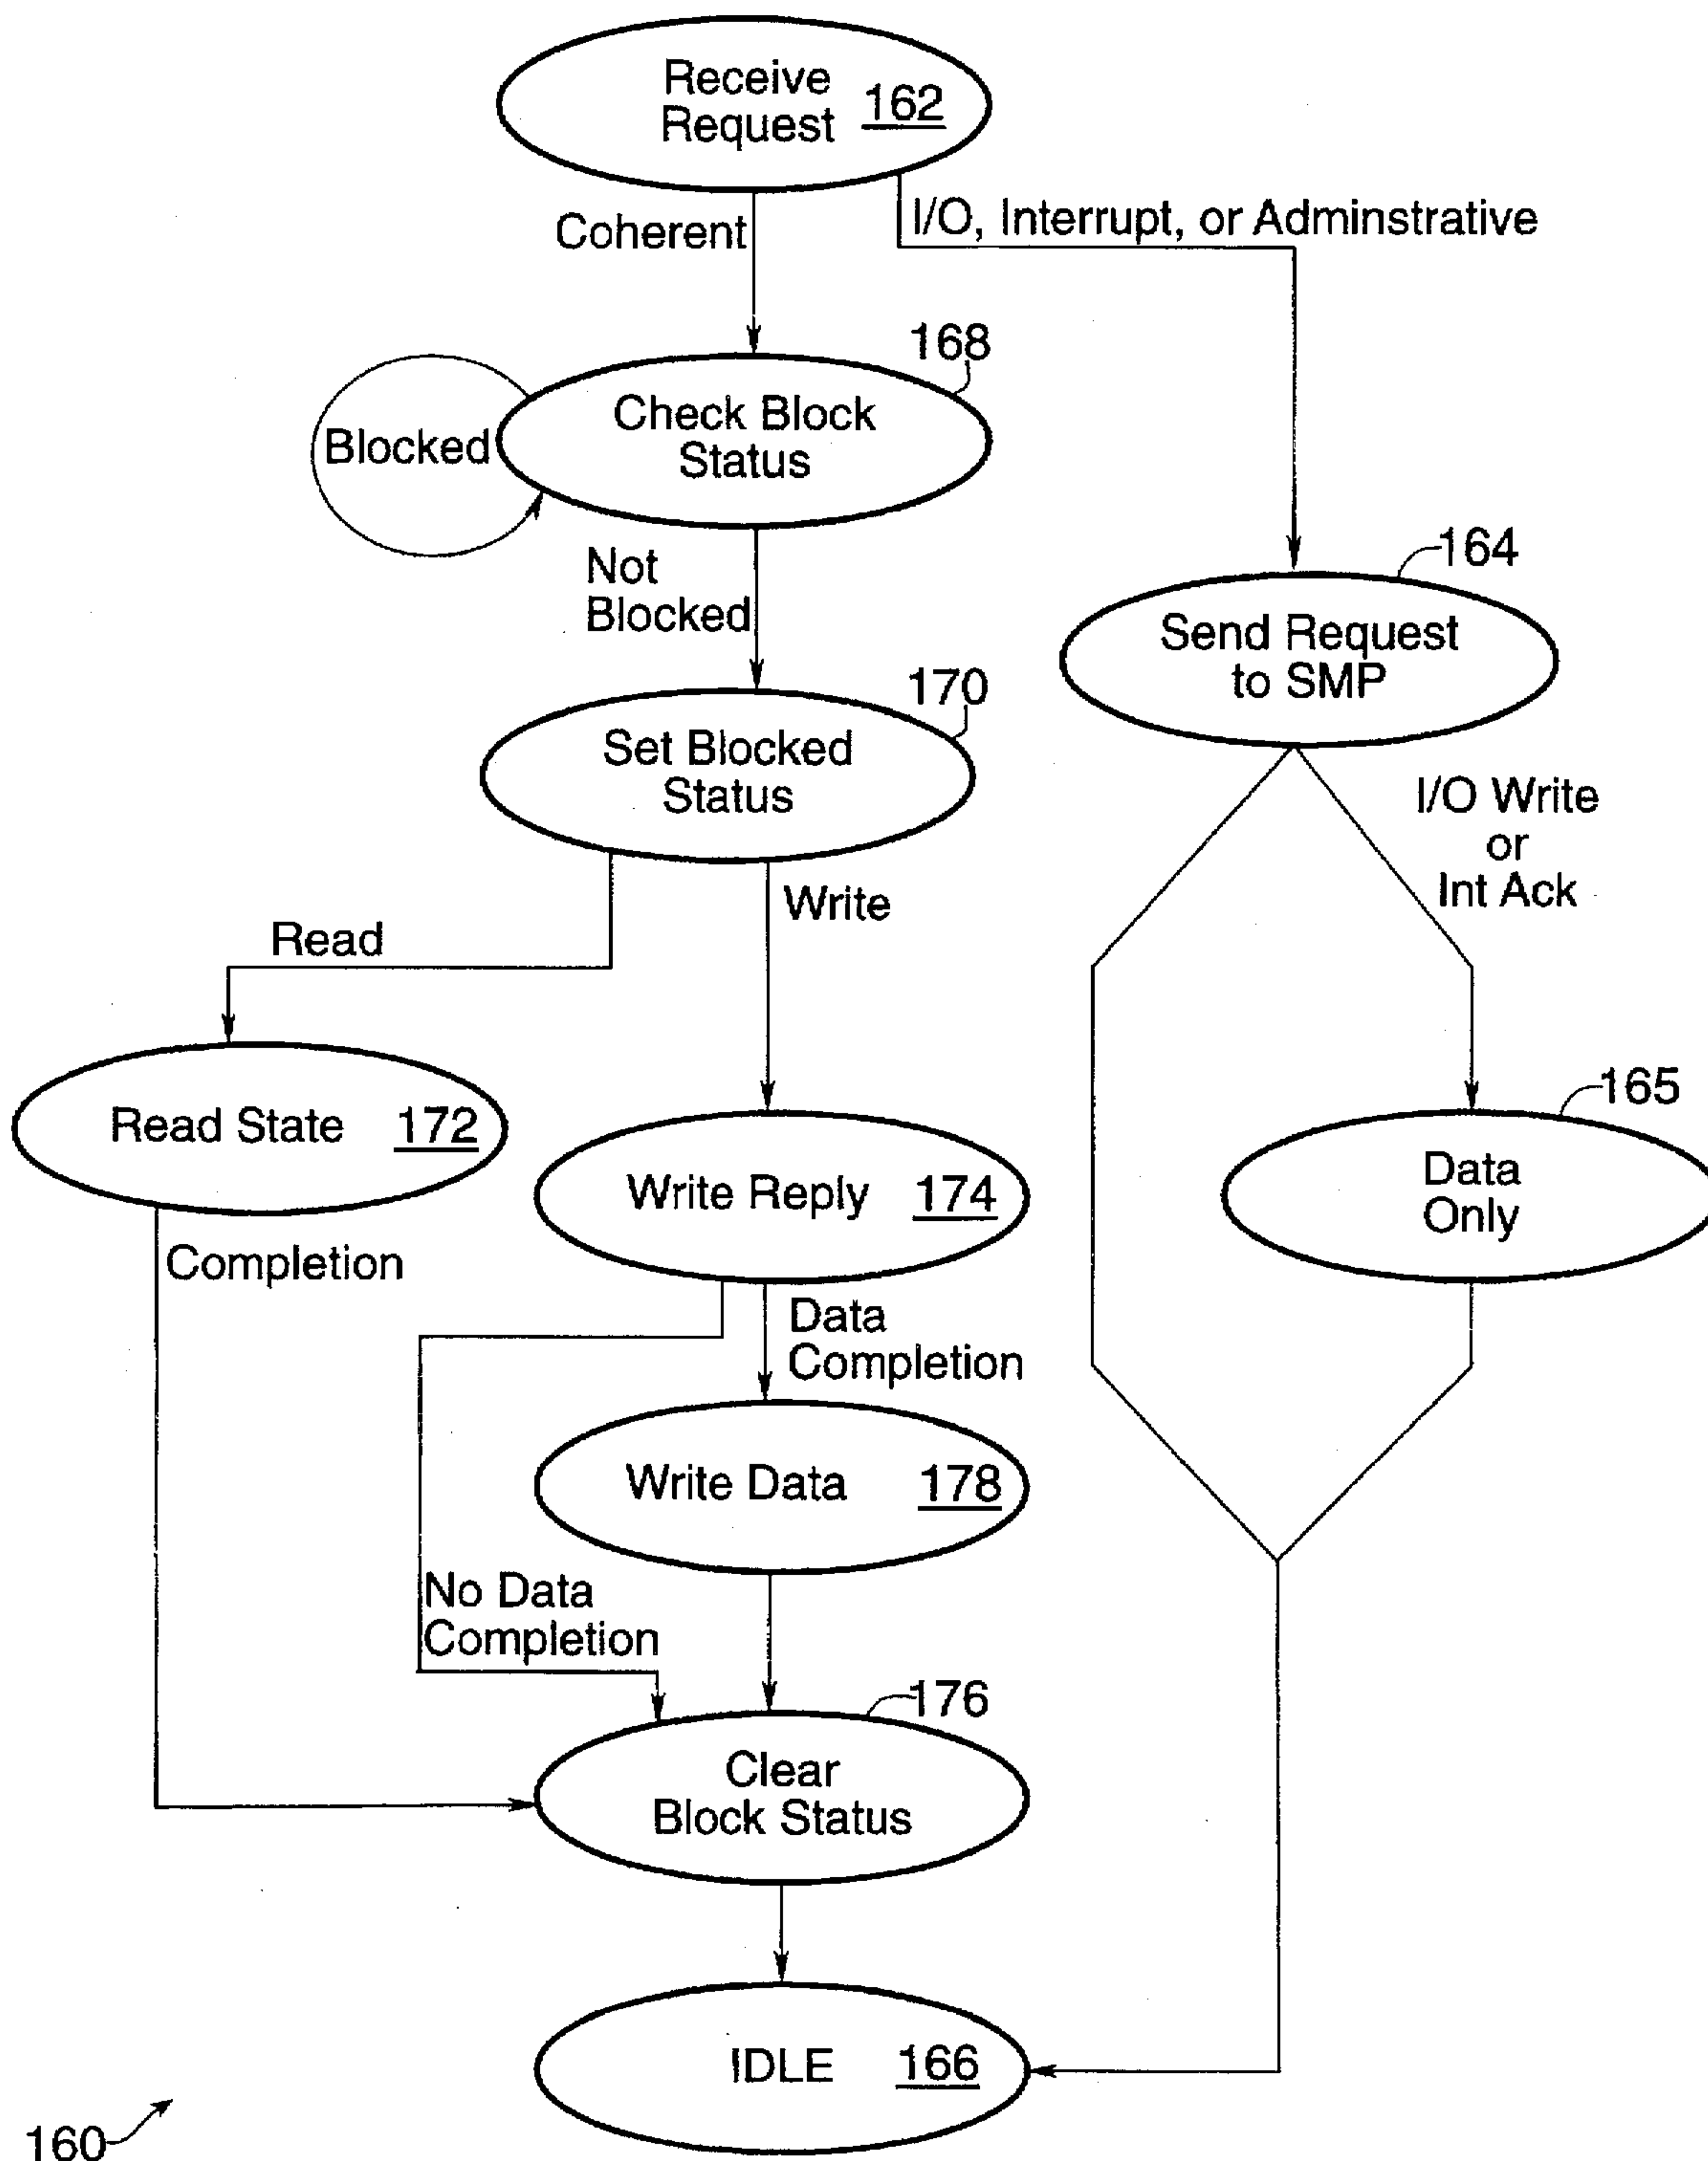 Receive
Request 162
Coherent
I/O, Interrupt, or Adminstrative
168
Check Block
Status
Blocked
Not
Blocked
164
Send Request
to SMP
170
Set Blocked
Status
I/O Write
or
Int Ack
Write
Read
165
Data
Only
Read State 172
Write Reply 174
Completion
Data
Completion
Write Data 178
No Data
Completion
176
Clear
Block Status
IDLE 166
160